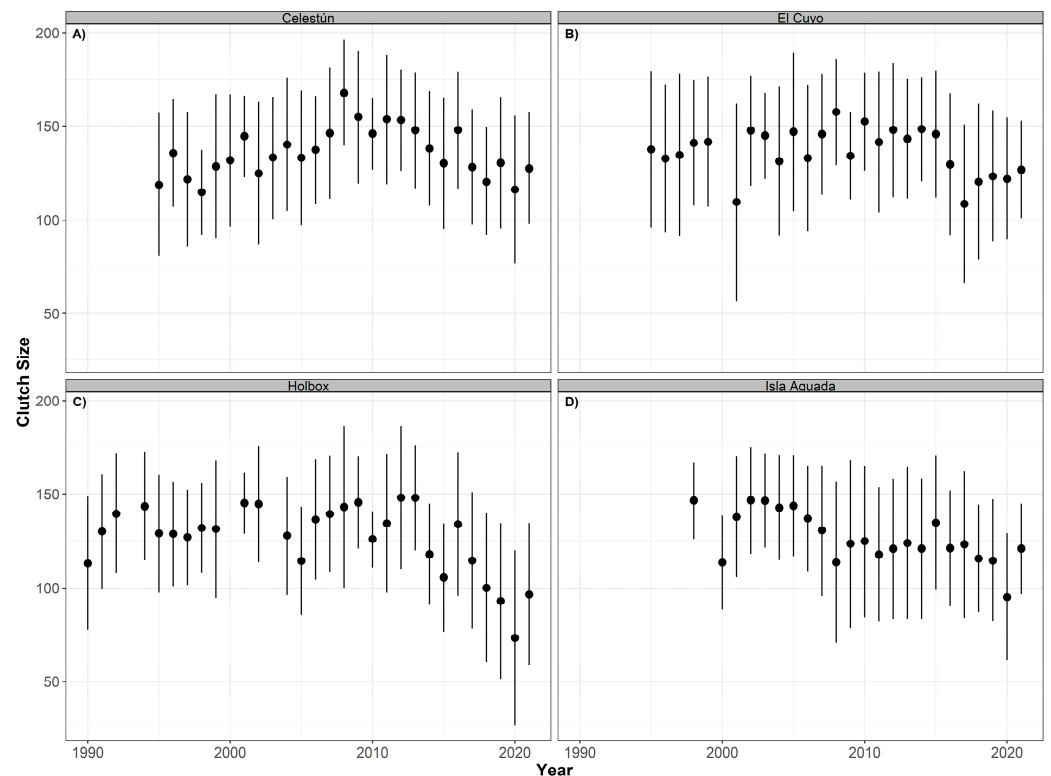 Celestún
El Cuyo
A)
B)
200
150
100
50
Clutch Size
Holbox
Isla Aguada
C)
D)
200
150
100
50
1990 2000 2010 2020 1990 2000 2010 2020
Year